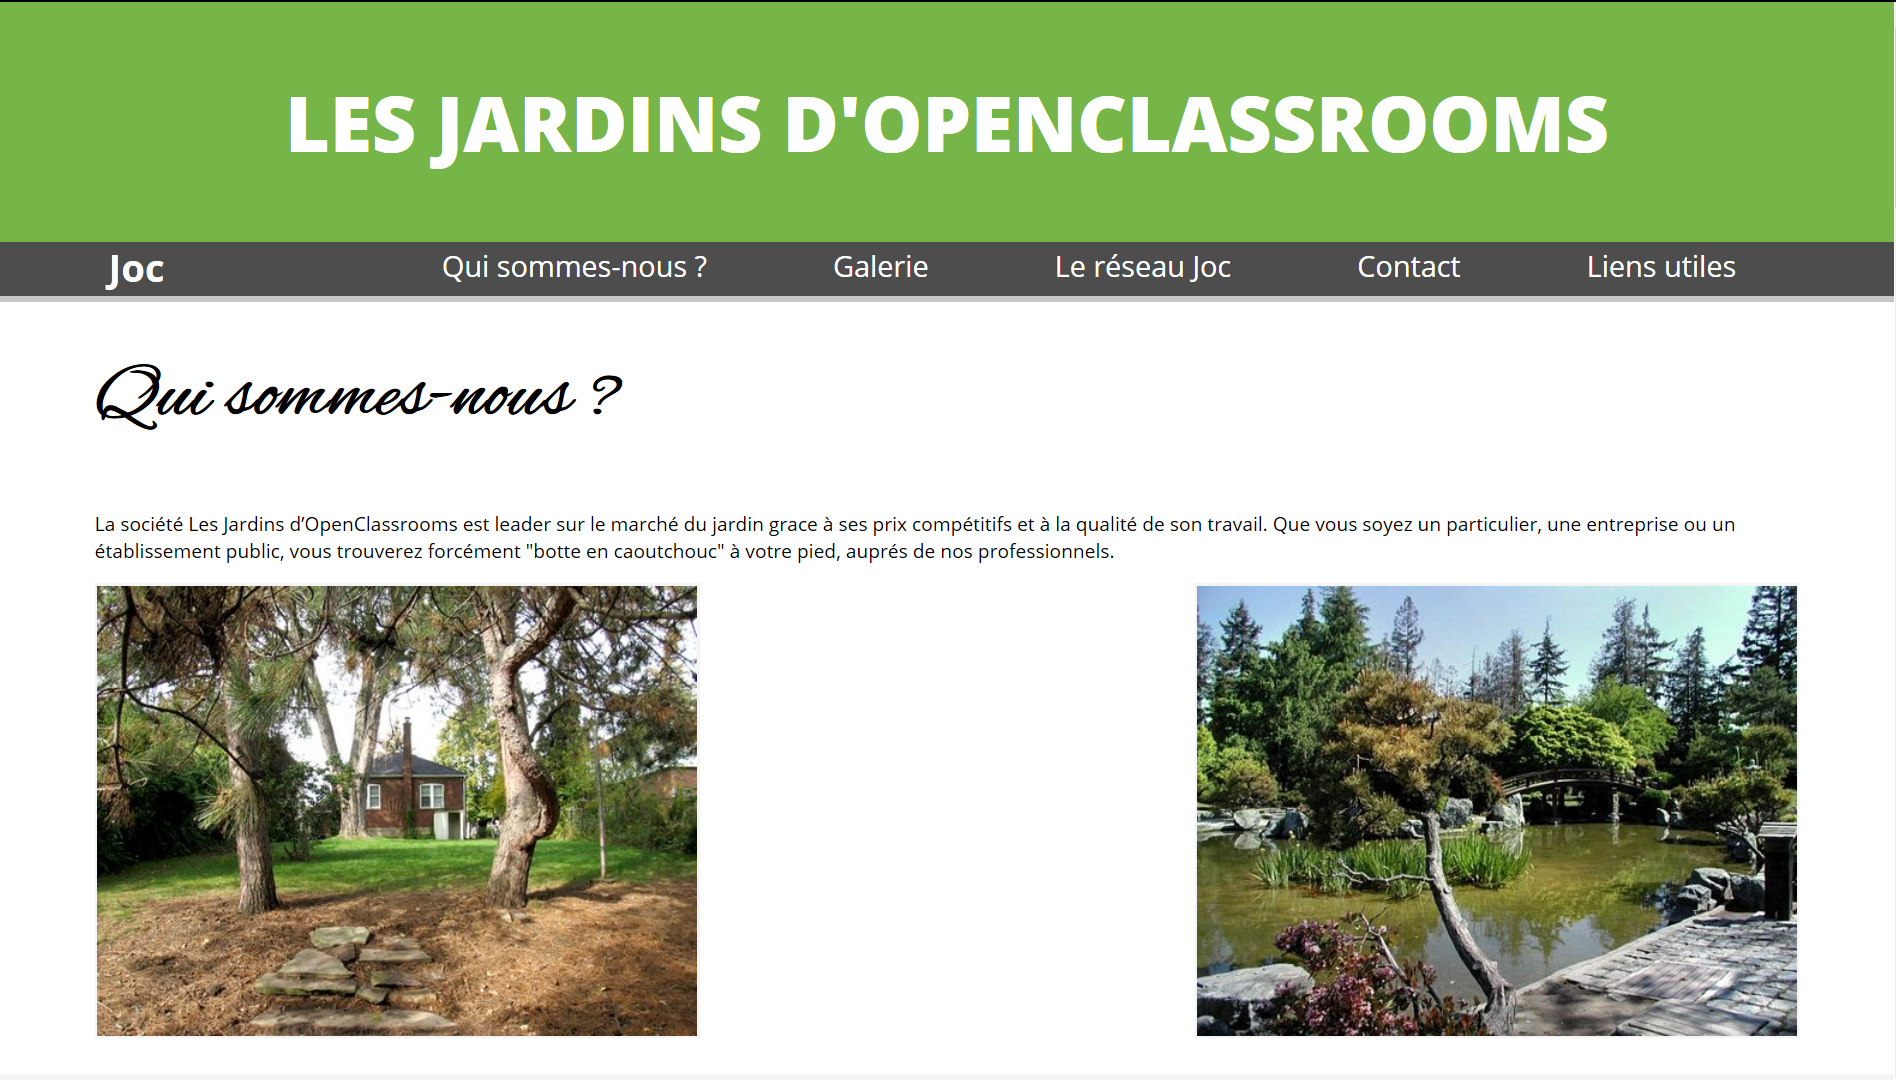 LES JARDINS D'OPENCLASSROOMS
Joc Qui sommes-nous ? Galerie Le réseau Joc Contact Liens utiles
Qui sommes-nous ?
La société Les Jardins d’OpenClassrooms est leader sur le marché du jardin grace à ses prix compétitifs et à la qualité de son travail. Que vous soyez un particulier, une entreprise ou un
établissement public, vous trouverez forcément "botte en caoutchouc" à votre pied, auprés de nos professionnels.